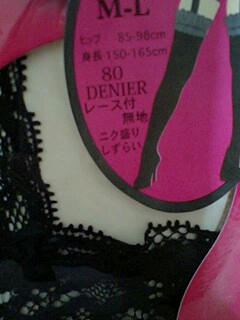 M-L
ヒップ 85-98cm
身長 150-165cm
80
DENIER
レース付
無地
ニク盛り
しずらい